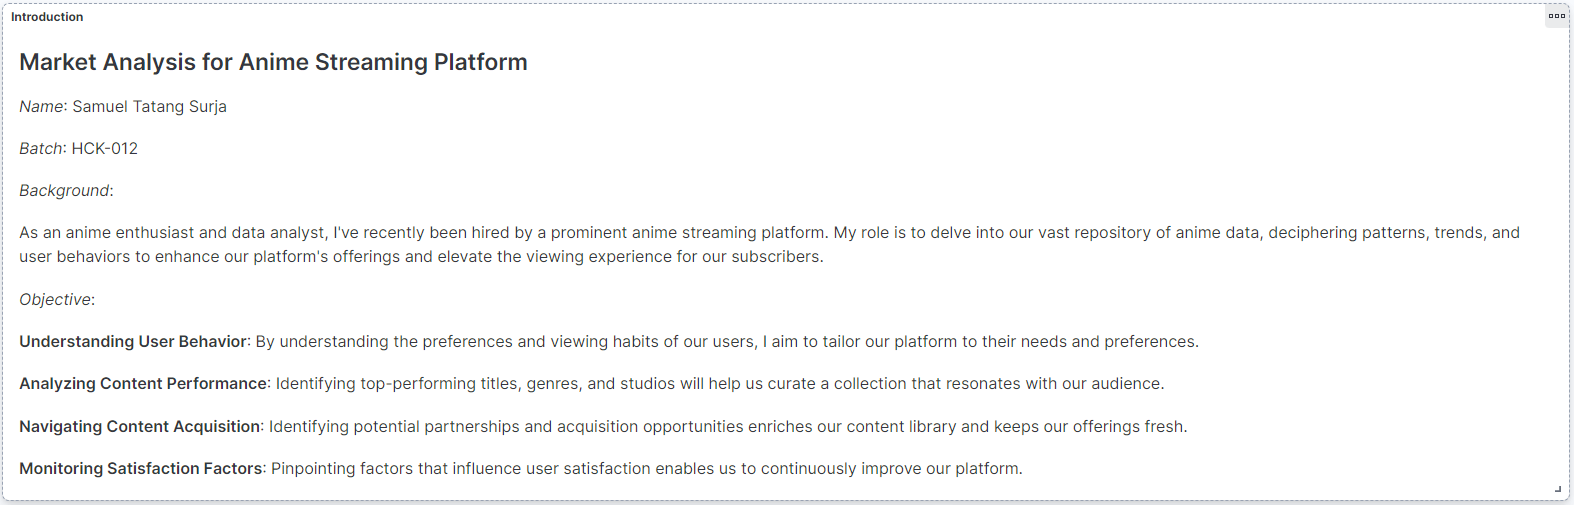 Introduction
Market Analysis for Anime Streaming Platform
Name: Samuel Tatang Surja
Batch: HCK-012
Background:
As an anime enthusiast and data analyst, I've recently been hired by a prominent anime streaming platform. My role is to delve into our vast repository of anime data, deciphering patterns, trends, and
user behaviors to enhance our platform's offerings and elevate the viewing experience for our subscribers.
Objective:
Understanding User Behavior: By understanding the preferences and viewing habits of our users, I aim to tailor our platform to their needs and preferences.
Analyzing Content Performance: Identifying top-performing titles, genres, and studios will help us curate a collection that resonates with our audience.
Navigating Content Acquisition: Identifying potential partnerships and acquisition opportunities enriches our content library and keeps our offerings fresh.
Monitoring Satisfaction Factors: Pinpointing factors that influence user satisfaction enables us to continuously improve our platform.